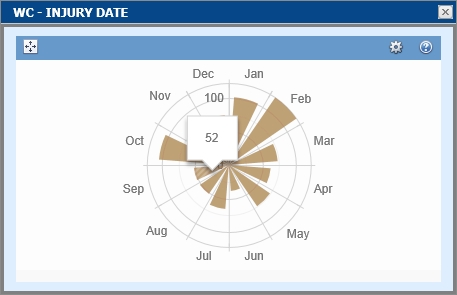 WC - INJURY DATE
Dec
Jan
Nov
100
Feb
52
Oct
Mar
Sep
Apr
Aug
May
Jul
Jun